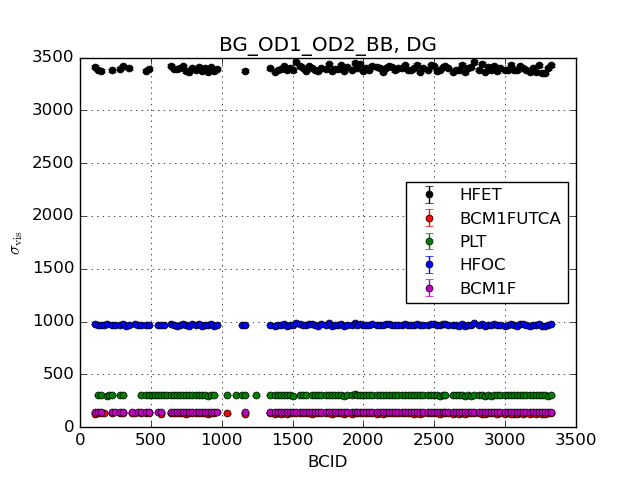 BG_OD1_OD2_BB, DG
3500
3000
2500
2000
1500
1000
500
0
σvis
HFET
BCM1FUTCA
PLT
HFOC
BCM1F
0 500 1000 1500 2000 2500 3000 3500
BCID